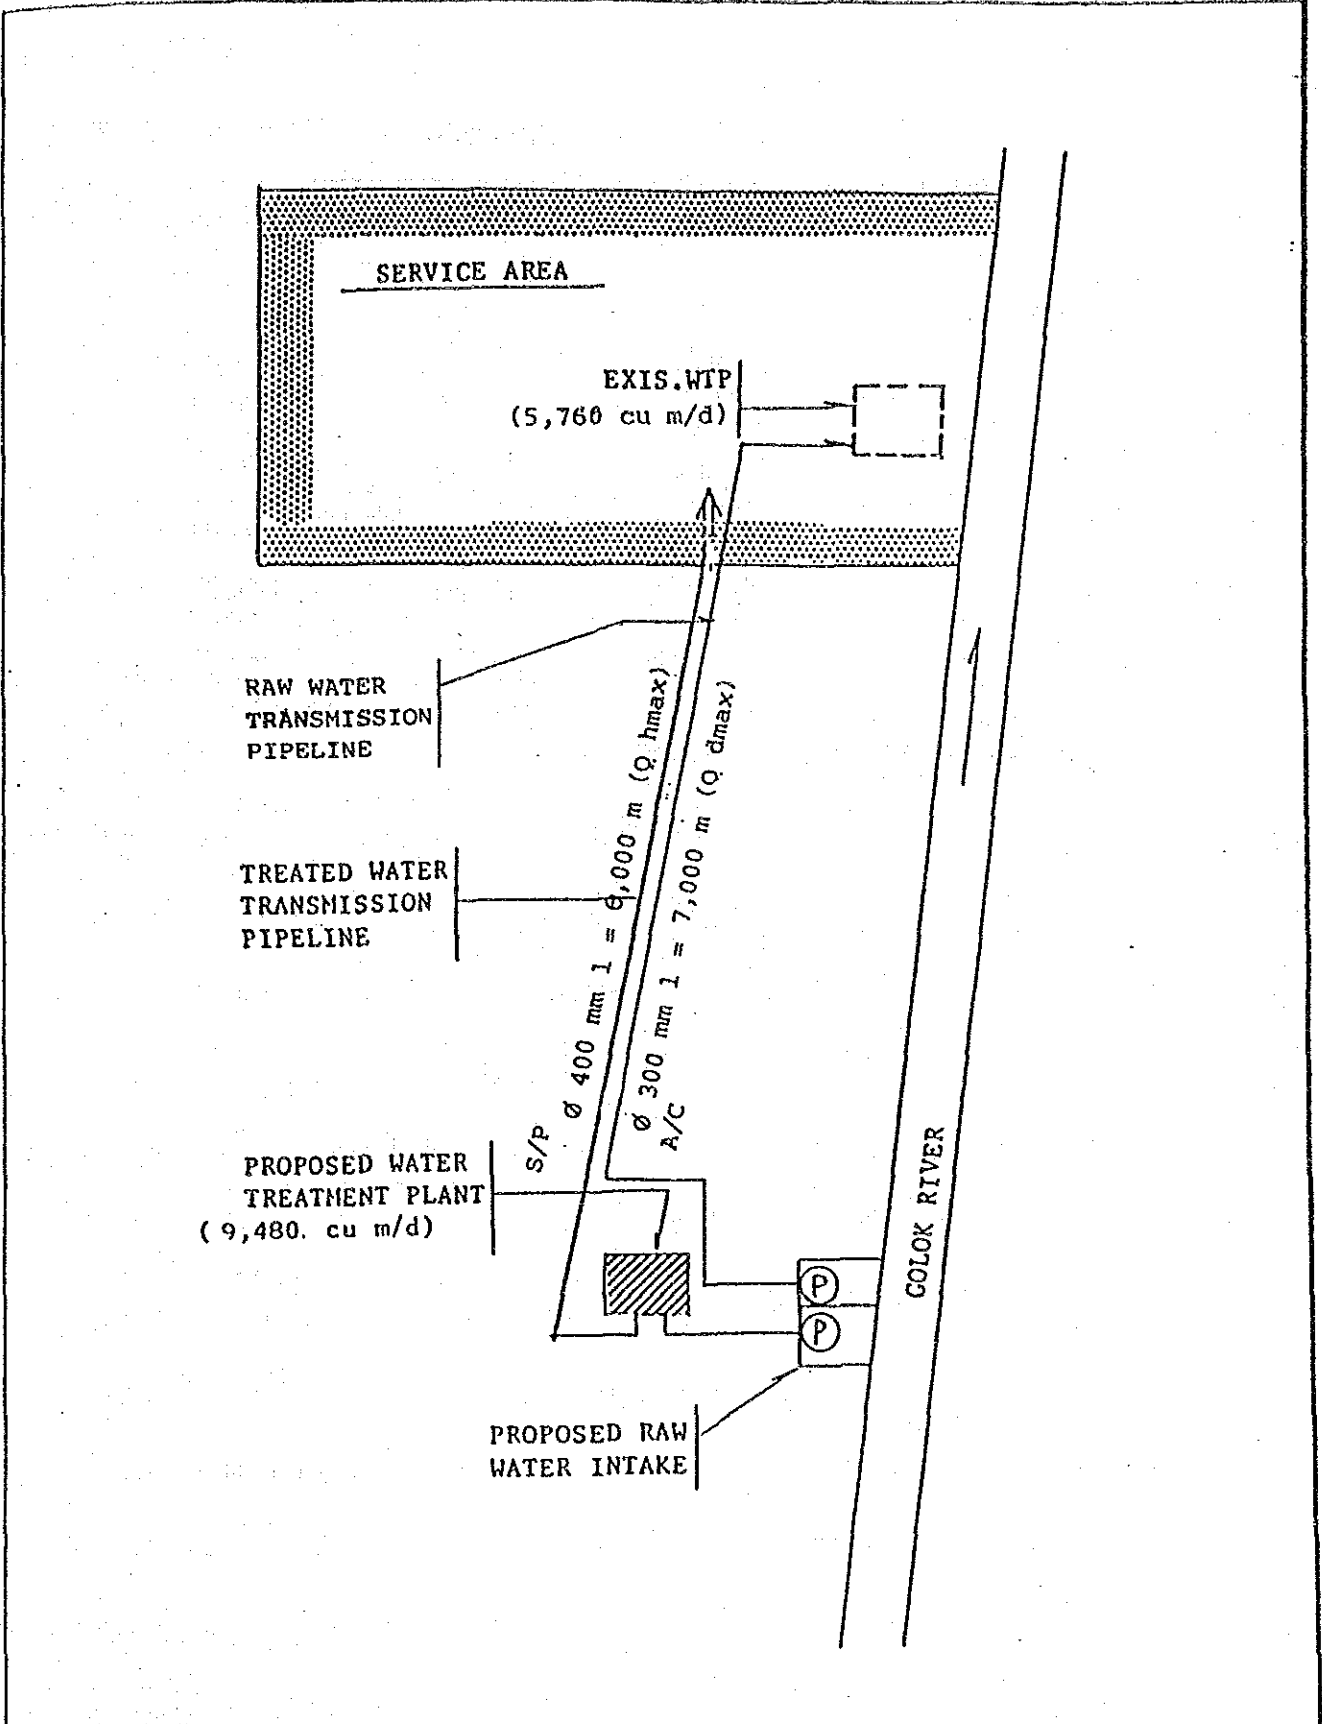 SERVICE AREA
EXIS.WTP
(5,760 cu m/d)
RAW WATER
TRANSMISSION
PIPELINE
TREATED WATER
TRANSMISSION
PIPELINE
S/P Ø 400 mm l = ,000 m (Q hmax)
Ø 300 mm l = 7,000 m (Q dmax)
A/C
PROPOSED WATER
TREATMENT PLANT
(9,480. cu m/d)
P
P
GOLOK RIVER
PROPOSED RAW
WATER INTAKE